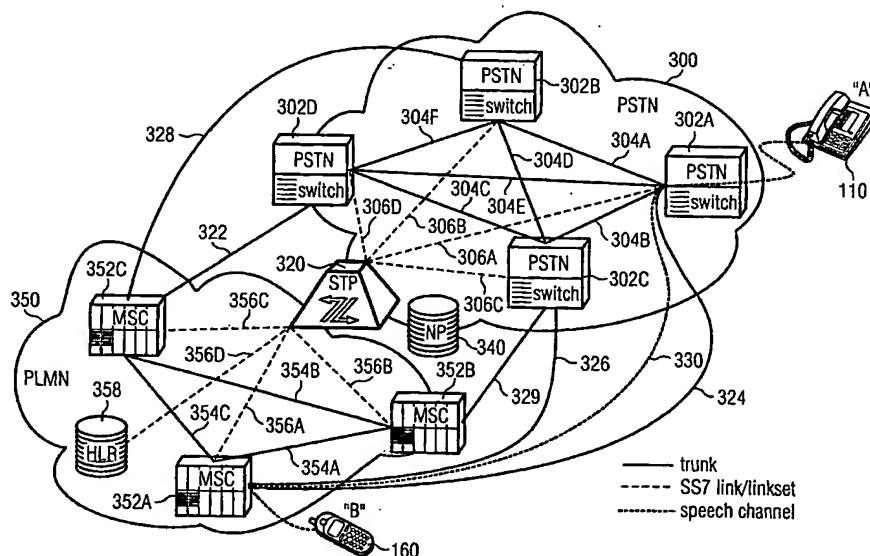 300
"A"
PSTN
switch
302B
PSTN
302D
302A
328
304F
304A
PSTN
switch
304D
PSTN
switch
110
304C
304E
306D
306B
304B
322
306A
320
STP
PSTN
switch
302C
352C
306C
350
MSC
356C
NP
340
356D
330
PLMN
354B
356B
352B
326
324
358
329
MSC
354C
356A
HLR
354A
MSC
352A
"B"
160
trunk
SS7 link/linkset
speech channel